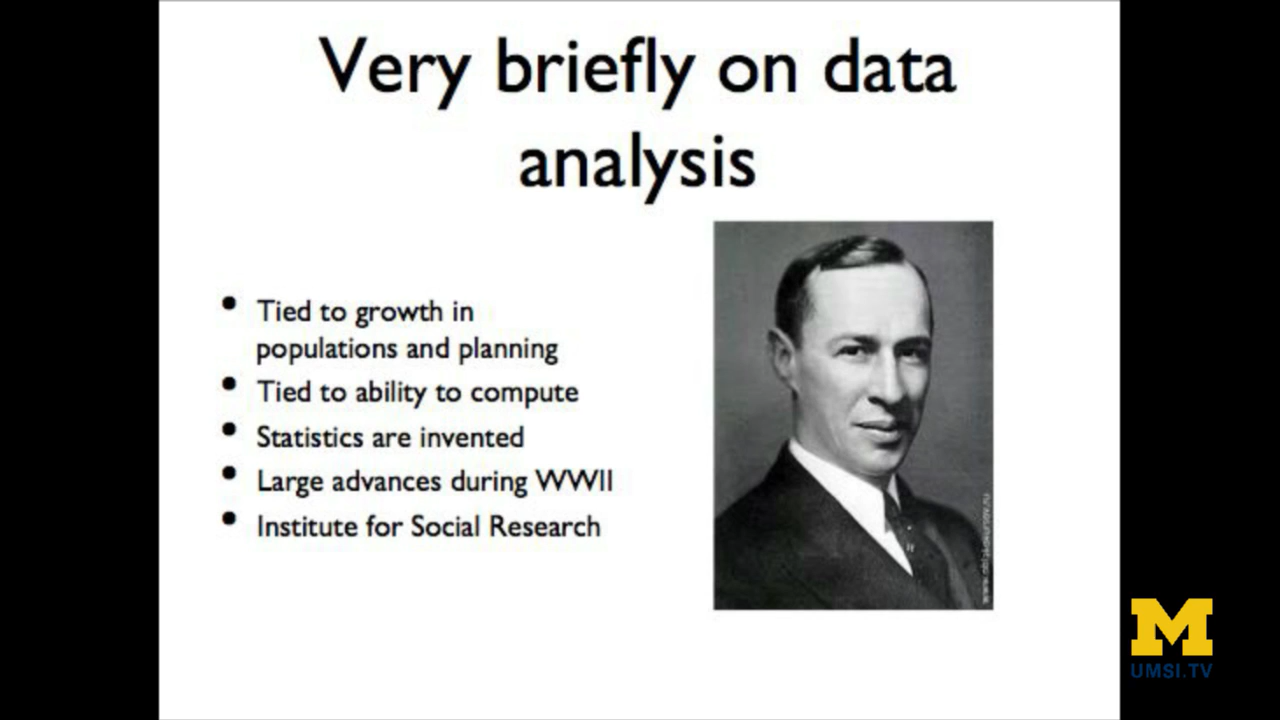 Very briefly on data
analysis
• Tied to growth in
populations and planning
• Tied to ability to compute
• Statistics are invented
• Large advances during WWII
• Institute for Social Research
M
UMSI.TV